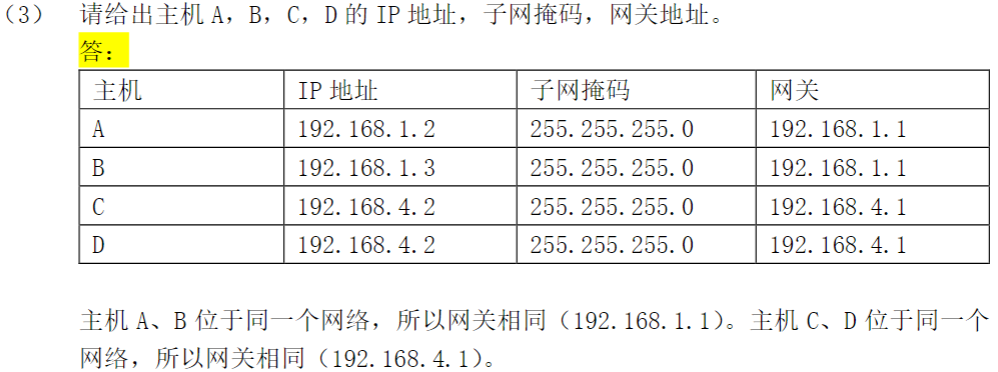 （3） 请给出主机 A，B，C，D 的 IP 地址，子网掩码，网关地址。
答：
主机 IP 地址 子网掩码 网关
A 192.168.1.2 255.255.255.0 192.168.1.1
B 192.168.1.3 255.255.255.0 192.168.1.1
C 192.168.4.2 255.255.255.0 192.168.4.1
D 192.168.4.2 255.255.255.0 192.168.4.1
主机 A、B 位于同一个网络，所以网关相同（192.168.1.1）。主机 C、D 位于同一个
网络，所以网关相同（192.168.4.1）。